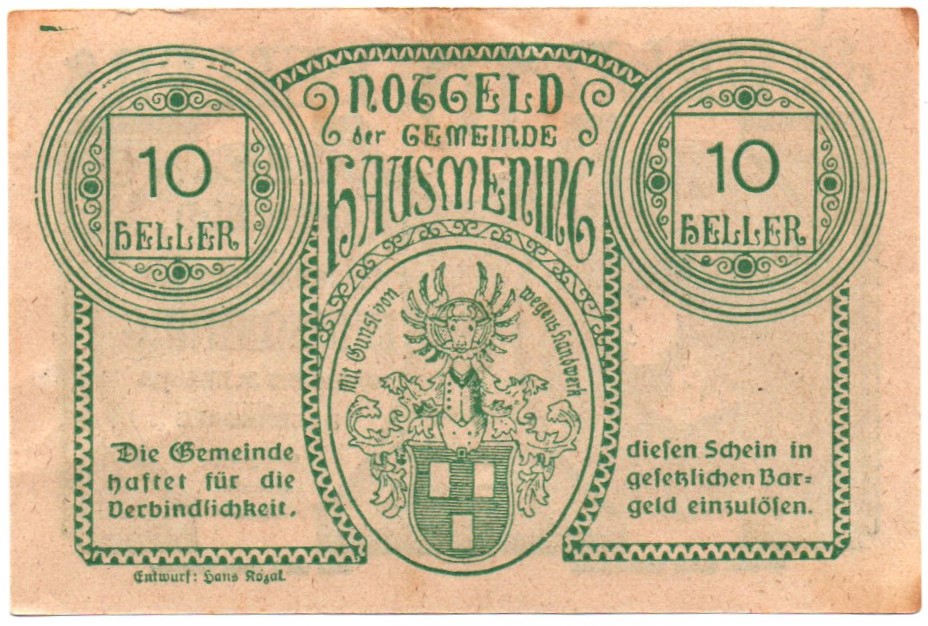 NOTGELD
der GEMEINDE
HAUSMENING
10
HELLER
10
HELLER
Mit Gunst von wegens Handwerk
Die Gemeinde
haftet für die
Verbindlichkeit.
diesen Schein in
gesetzlichen Bar=
geld einzulösen.
Entwurf: Hans Kozal.